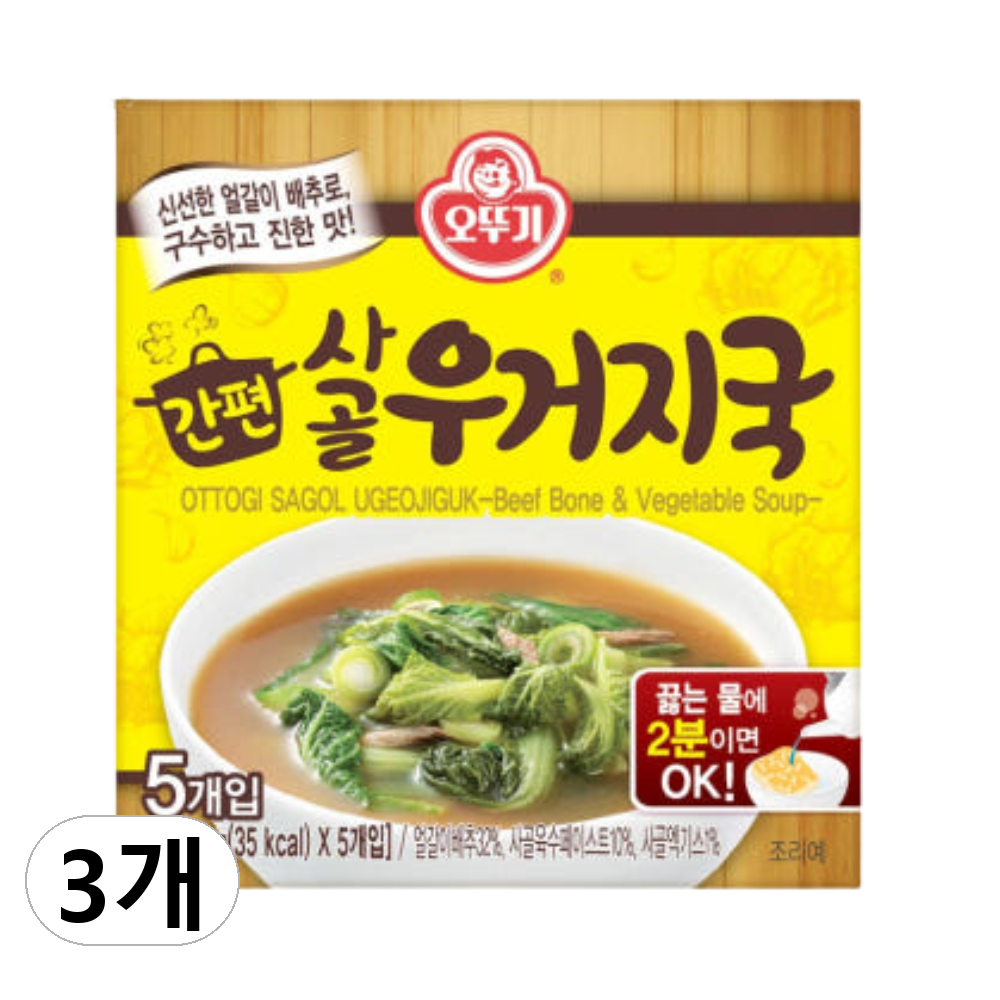 신선한 얼갈이 배추로,
구수하고 진한 맛!
오뚜기
®
간편 사골 우거지국
OTTOGI SAGOL UGEOJIGUK-Beef Bone & Vegetable Soup-
끓는 물에
2분이면
OK!
5개입
(35 kcal) X 5개입] / 얼갈이배추32%, 사골육수페이스트10%, 사골엑기스1%
조리예
3개